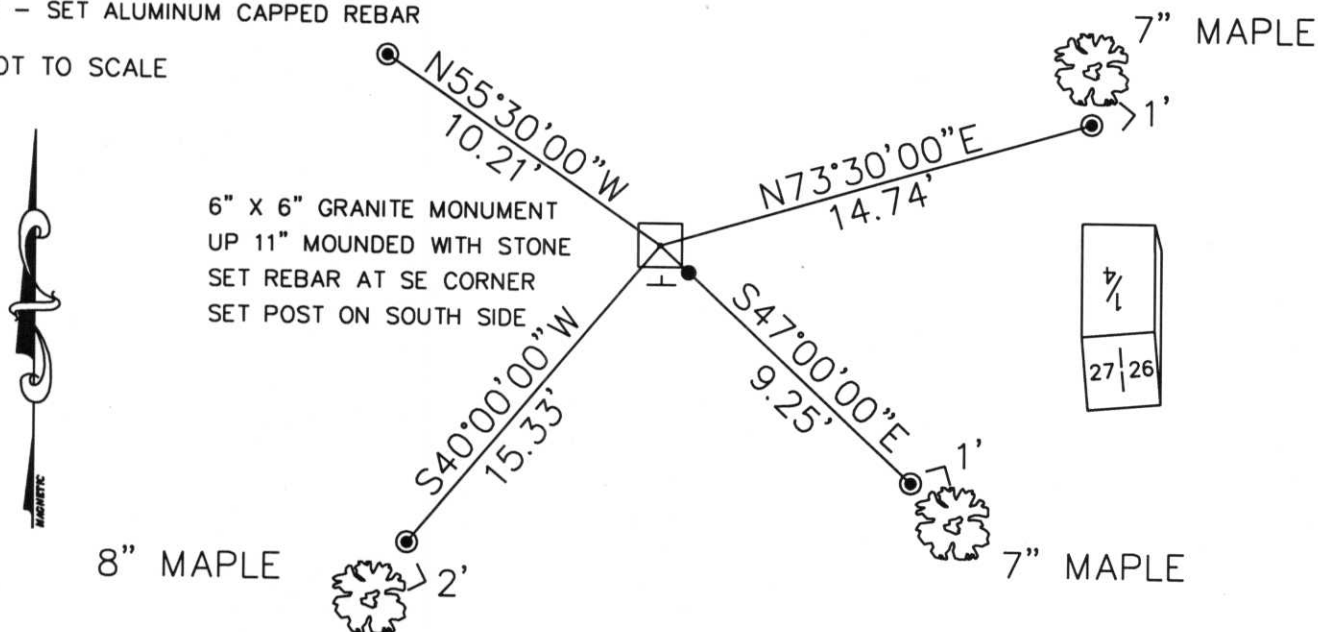 – SET ALUMINUM CAPPED REBAR
OT TO SCALE
7" MAPLE
1'
N55°30'00"W
10.21'
N73°30'00"E
14.74'
6" X 6" GRANITE MONUMENT
UP 11" MOUNDED WITH STONE
SET REBAR AT SE CORNER
SET POST ON SOUTH SIDE
1/4
27 26
S47°00'00"E
9.25'
S40°00'00"W
15.33'
1'
7" MAPLE
8" MAPLE
2'
MAGNETIC